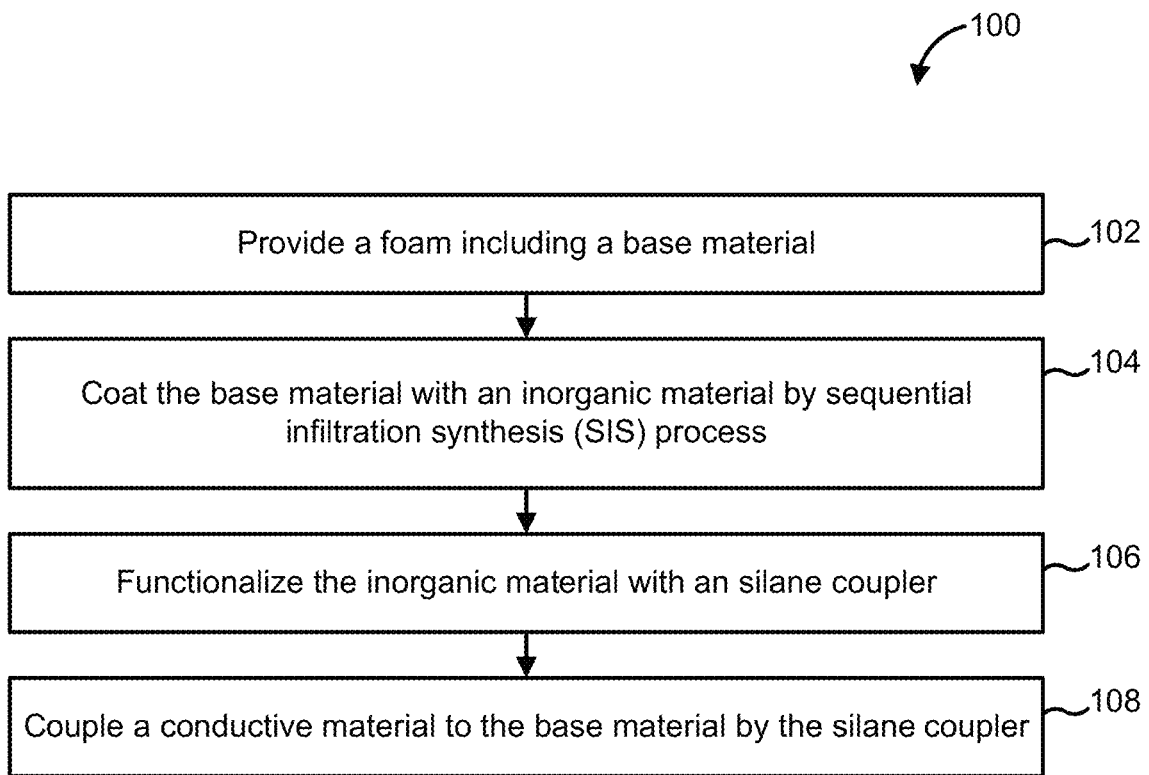 100
Provide a foam including a base material
102
Coat the base material with an inorganic material by sequential
infiltration synthesis (SIS) process
104
Functionalize the inorganic material with an silane coupler
106
Couple a conductive material to the base material by the silane coupler
108